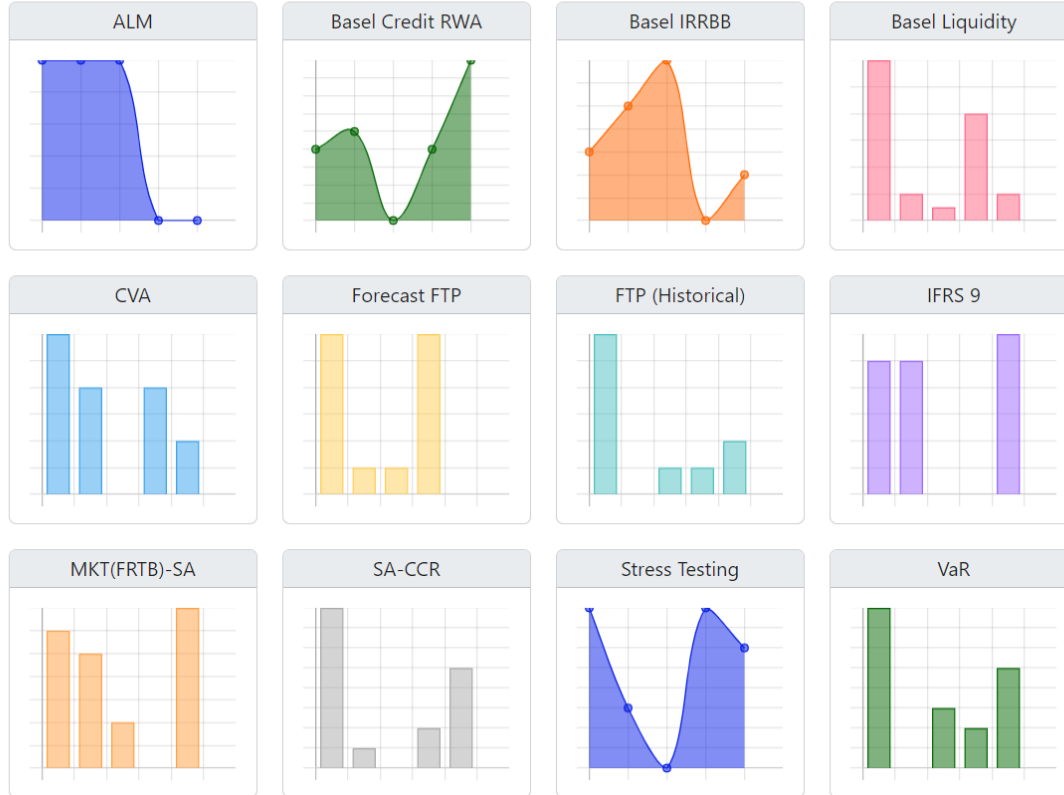 ALM
Basel Credit RWA
Basel IRRBB
Basel Liquidity
CVA
Forecast FTP
FTP (Historical)
IFRS 9
MKT(FRTB)-SA
SA-CCR
Stress Testing
VaR